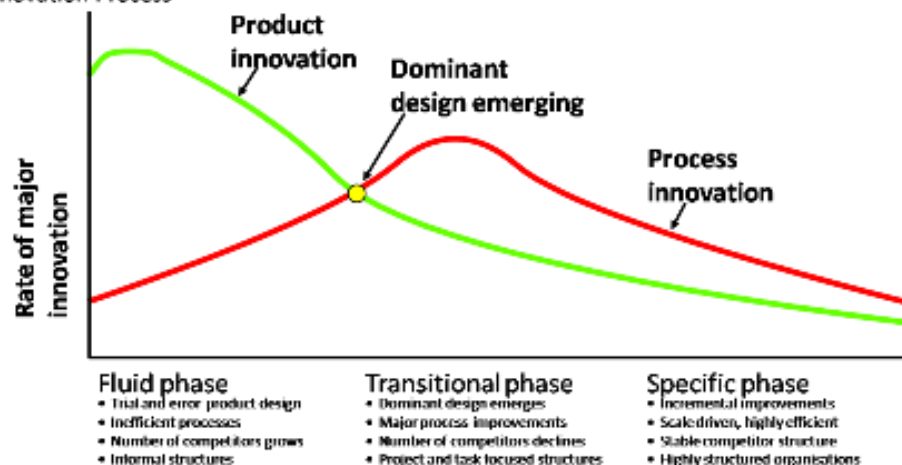 Product
innovation
Dominant
design emerging
Process
innovation
Rate of major
innovation
Fluid phase
• Trial and error product design
• Inefficient processes
• Number of competitors grows
• Informal structures
Transitional phase
• Dominant design emerges
• Major process improvements
• Number of competitors declines
• Project and task focused structures
Specific phase
• Incremental improvements
• Scale driven, highly efficient
• Stable competitor structure
• Highly structured organisations